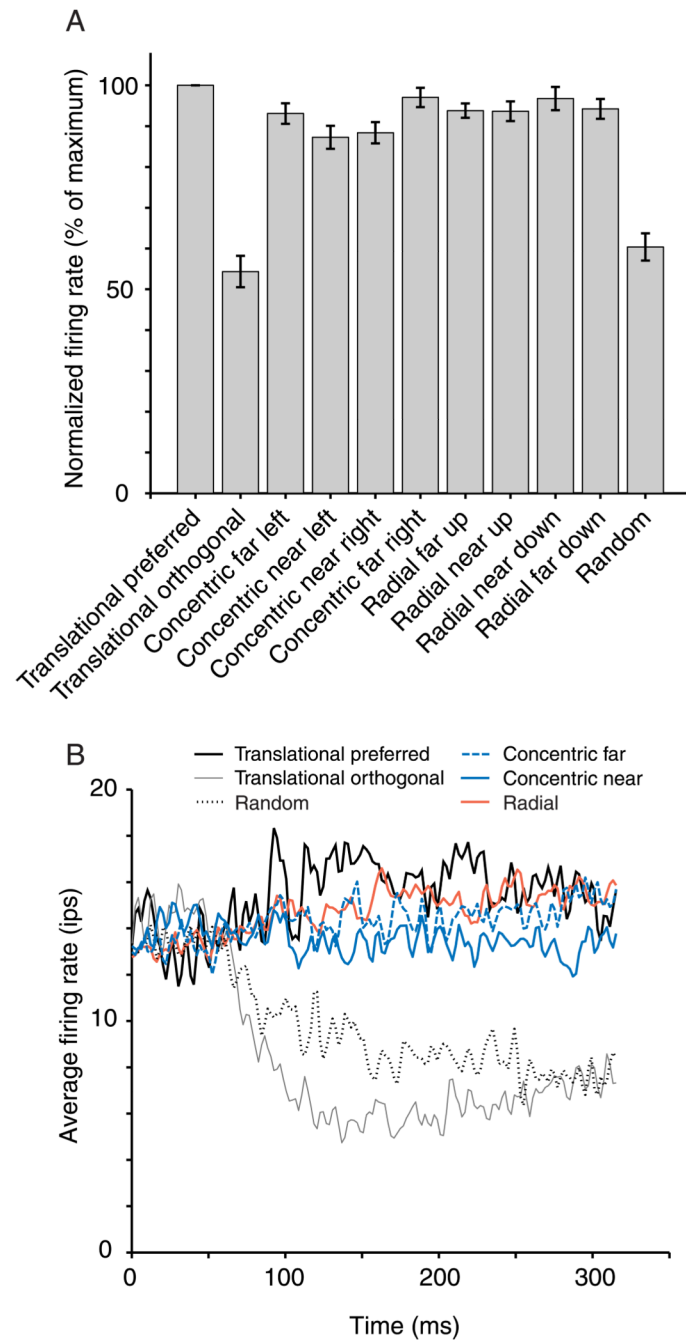 A
Normalized firing rate (% of maximum)
100
50
0
Translational preferred
Translational orthogonal
Concentric far left
Concentric near left
Concentric near right
Concentric far right
Radial far up
Radial near up
Radial near down
Radial far down
Random
B
Translational preferred
Translational orthogonal
Random
Concentric far
Concentric near
Radial
Average firing rate (ips)
20
10
0
0 100 200 300
Time (ms)